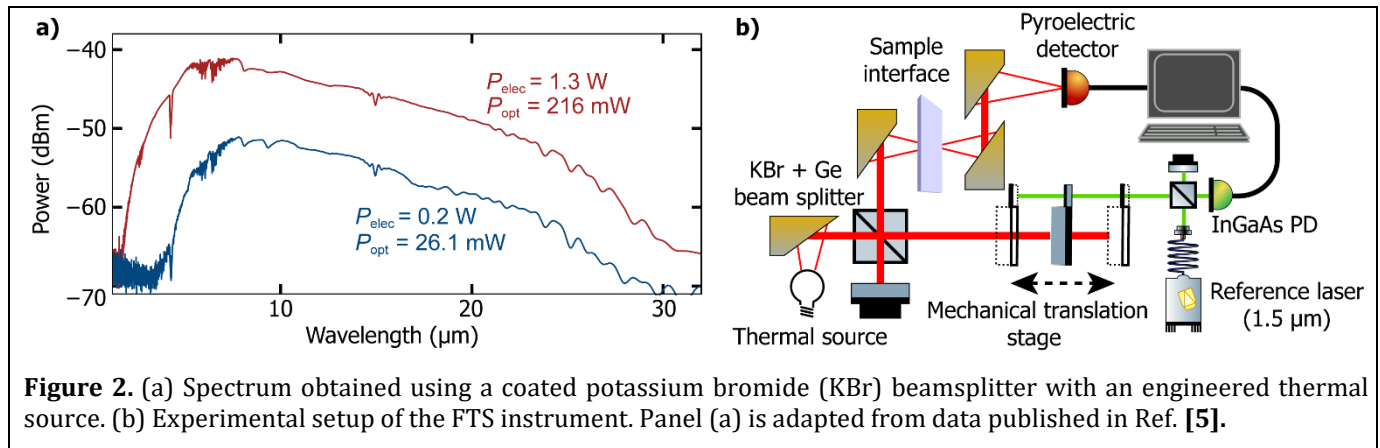 a)
−40
−50
−60
−70
Power (dBm)
P_elec = 1.3 W
P_opt = 216 mW
P_elec = 0.2 W
P_opt = 26.1 mW
10
20
30
Wavelength (μm)
b)
Pyroelectric
detector
Sample
interface
KBr + Ge
beam splitter
InGaAs PD
Thermal source
Mechanical translation
stage
Reference laser
(1.5 μm)
Figure 2. (a) Spectrum obtained using a coated potassium bromide (KBr) beamsplitter with an engineered thermal
source. (b) Experimental setup of the FTS instrument. Panel (a) is adapted from data published in Ref. [5].